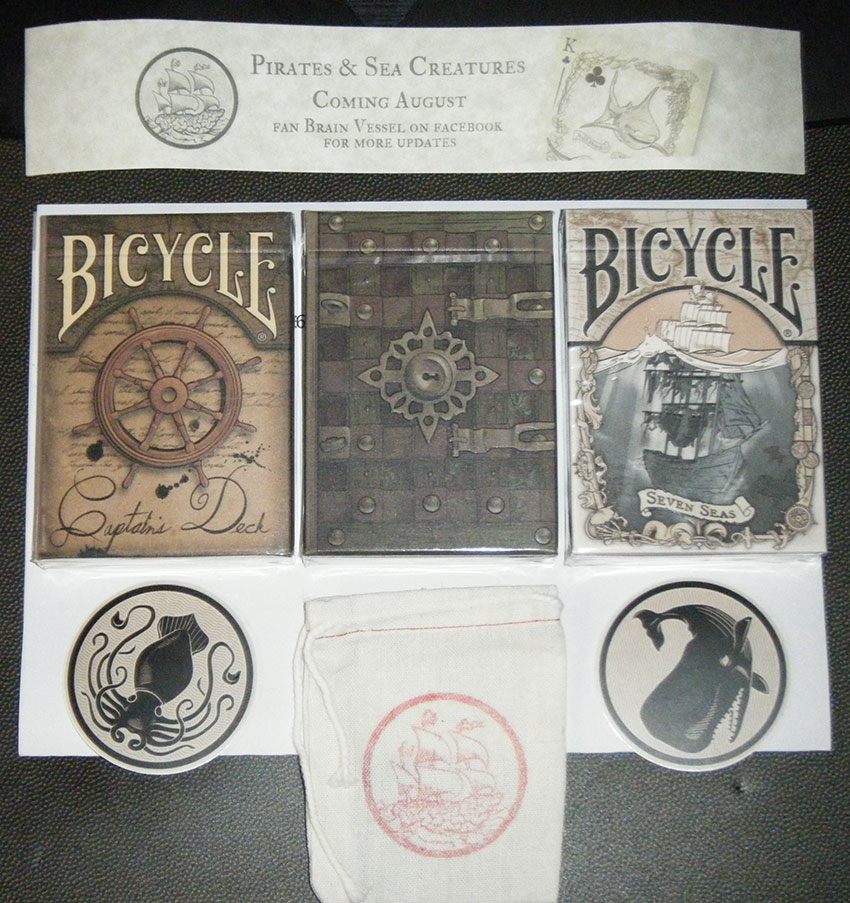 PIRATES & SEA CREATURES
COMING AUGUST
FAN BRAIN VESSEL ON FACEBOOK
FOR MORE UPDATES
K
BICYCLE
®
Captain's Deck
BICYCLE
®
SEVEN SEAS